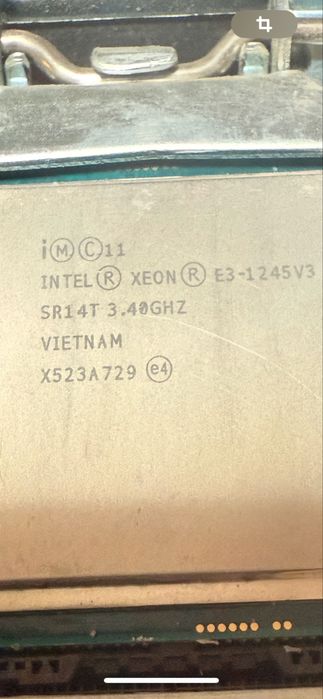 i Ⓜ Ⓒ 11
INTEL® XEON® E3-1245V3
SR14T 3.40GHZ
VIETNAM
X523A729 ⓔ4